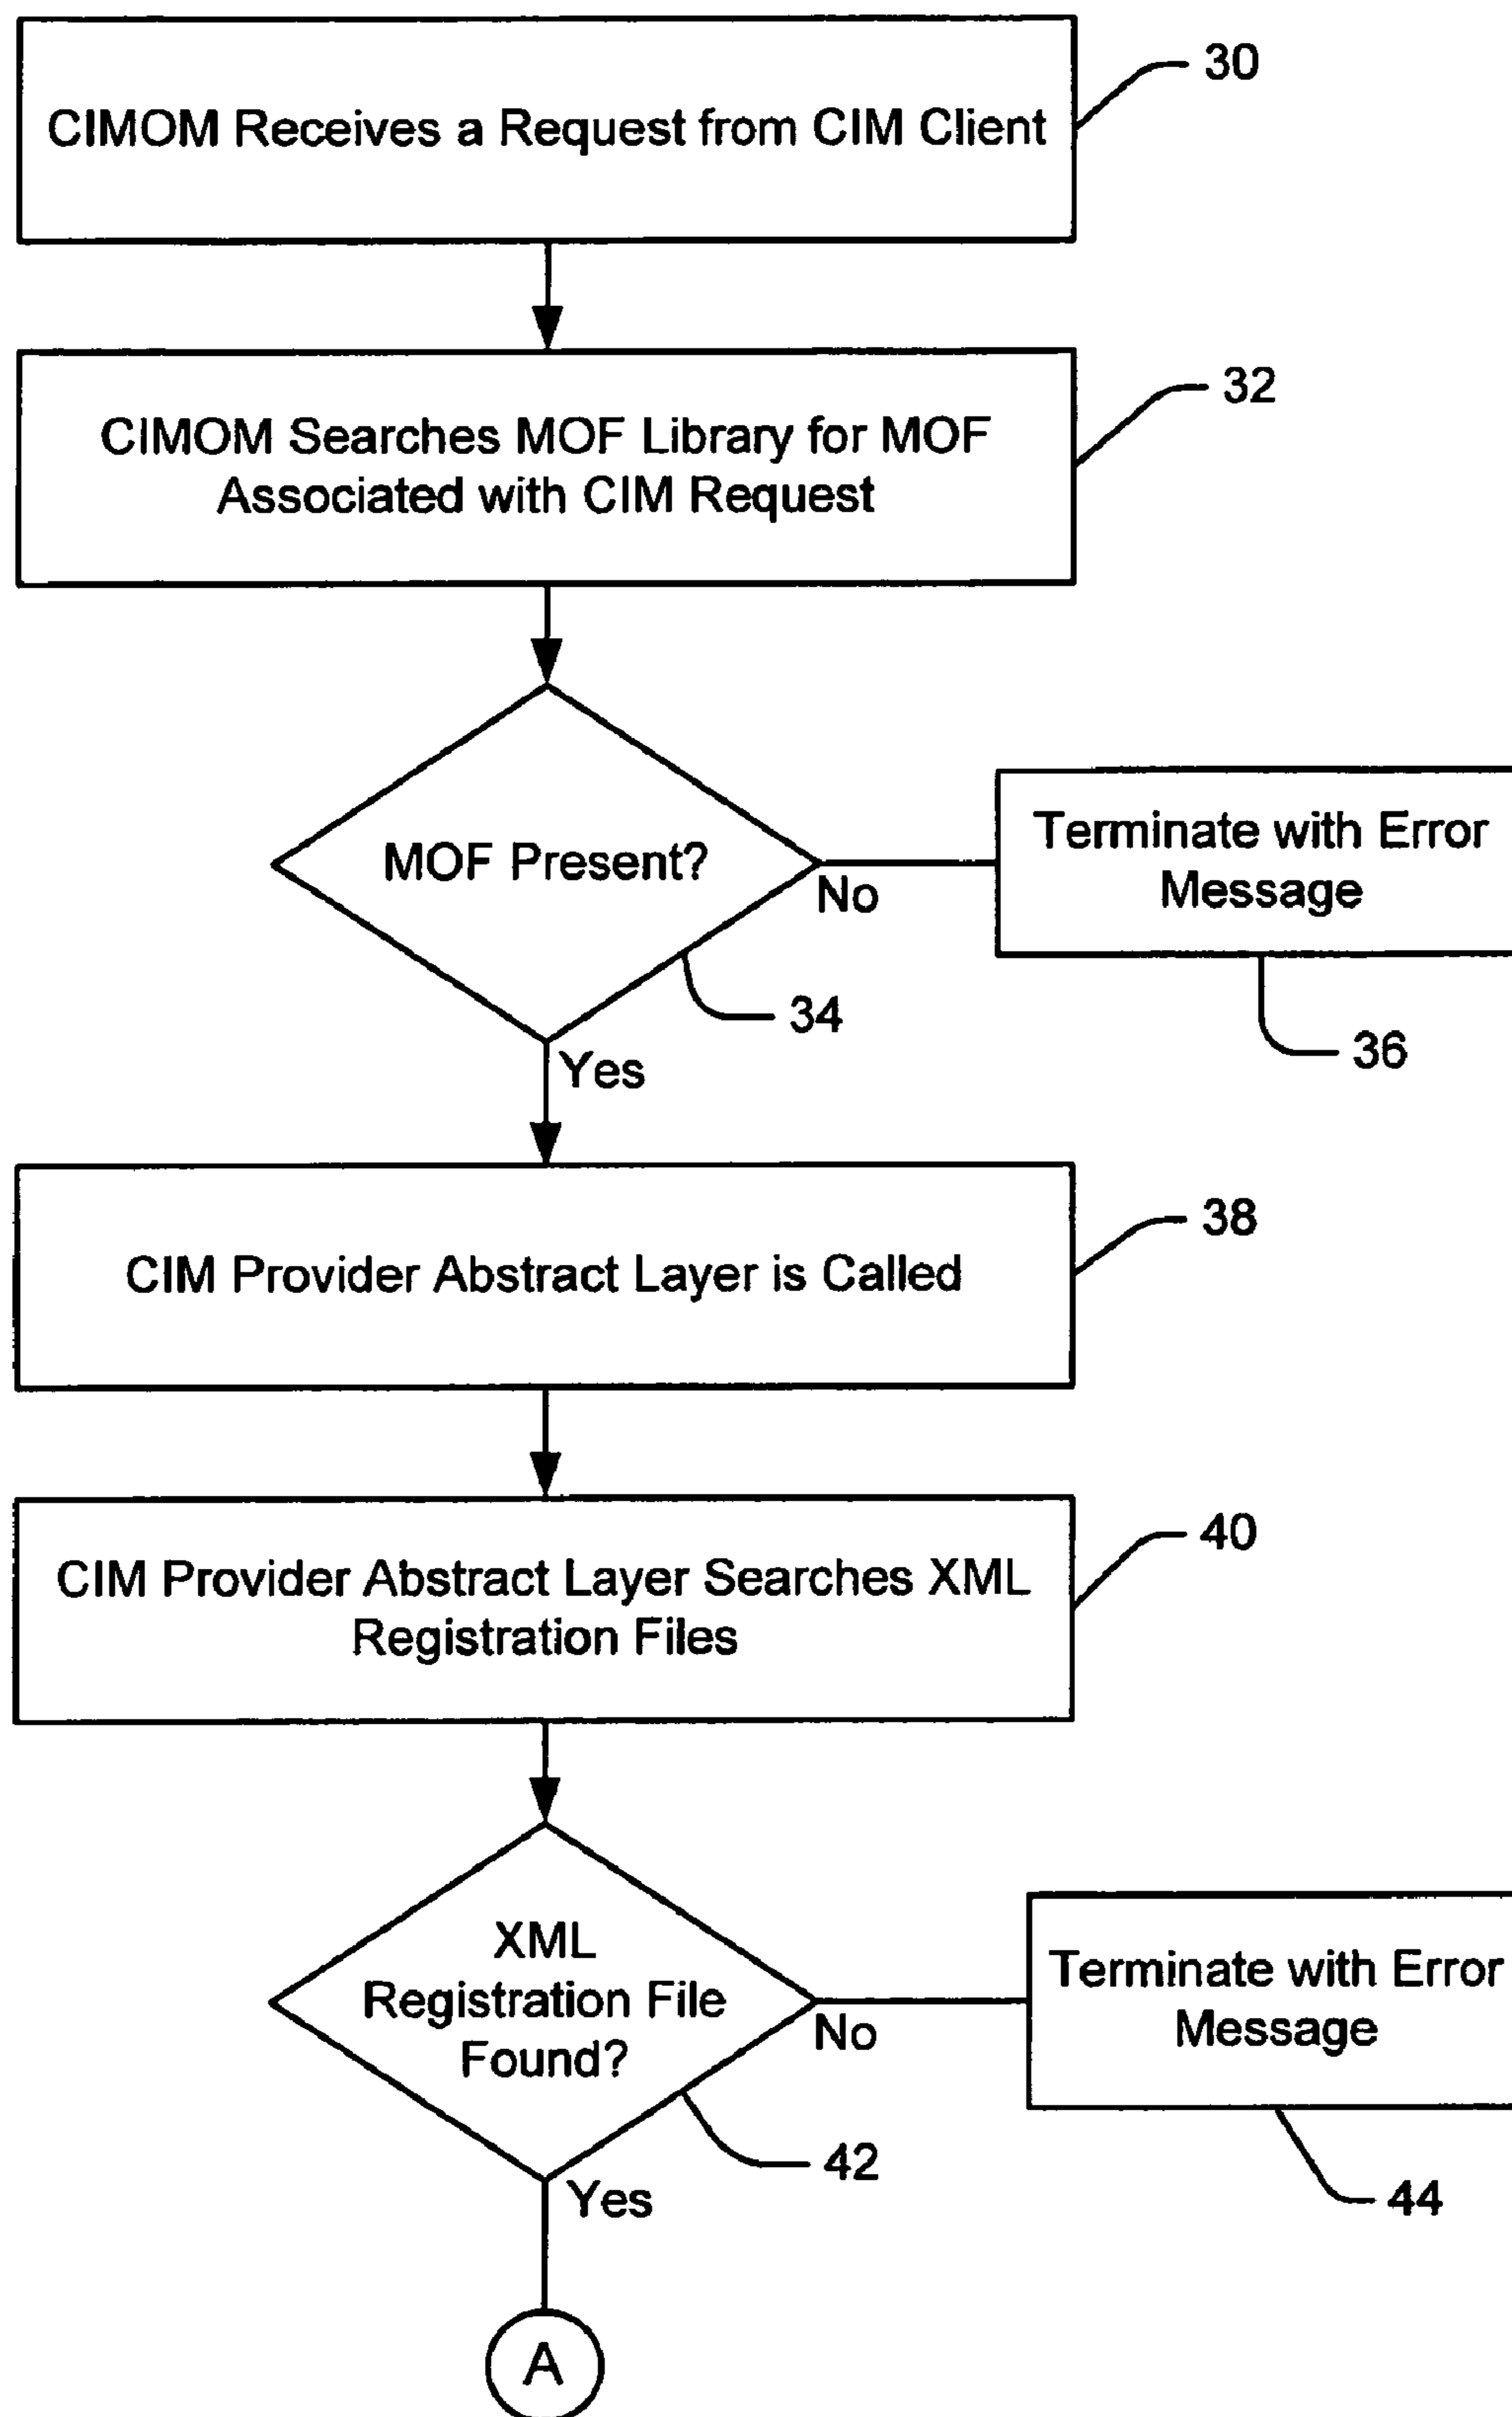 CIMOM Receives a Request from CIM Client
30
CIMOM Searches MOF Library for MOF
Associated with CIM Request
32
MOF Present?
No
Terminate with Error
Message
34
36
Yes
CIM Provider Abstract Layer is Called
38
CIM Provider Abstract Layer Searches XML
Registration Files
40
XML
Registration File
Found?
No
Terminate with Error
Message
42
44
Yes
A